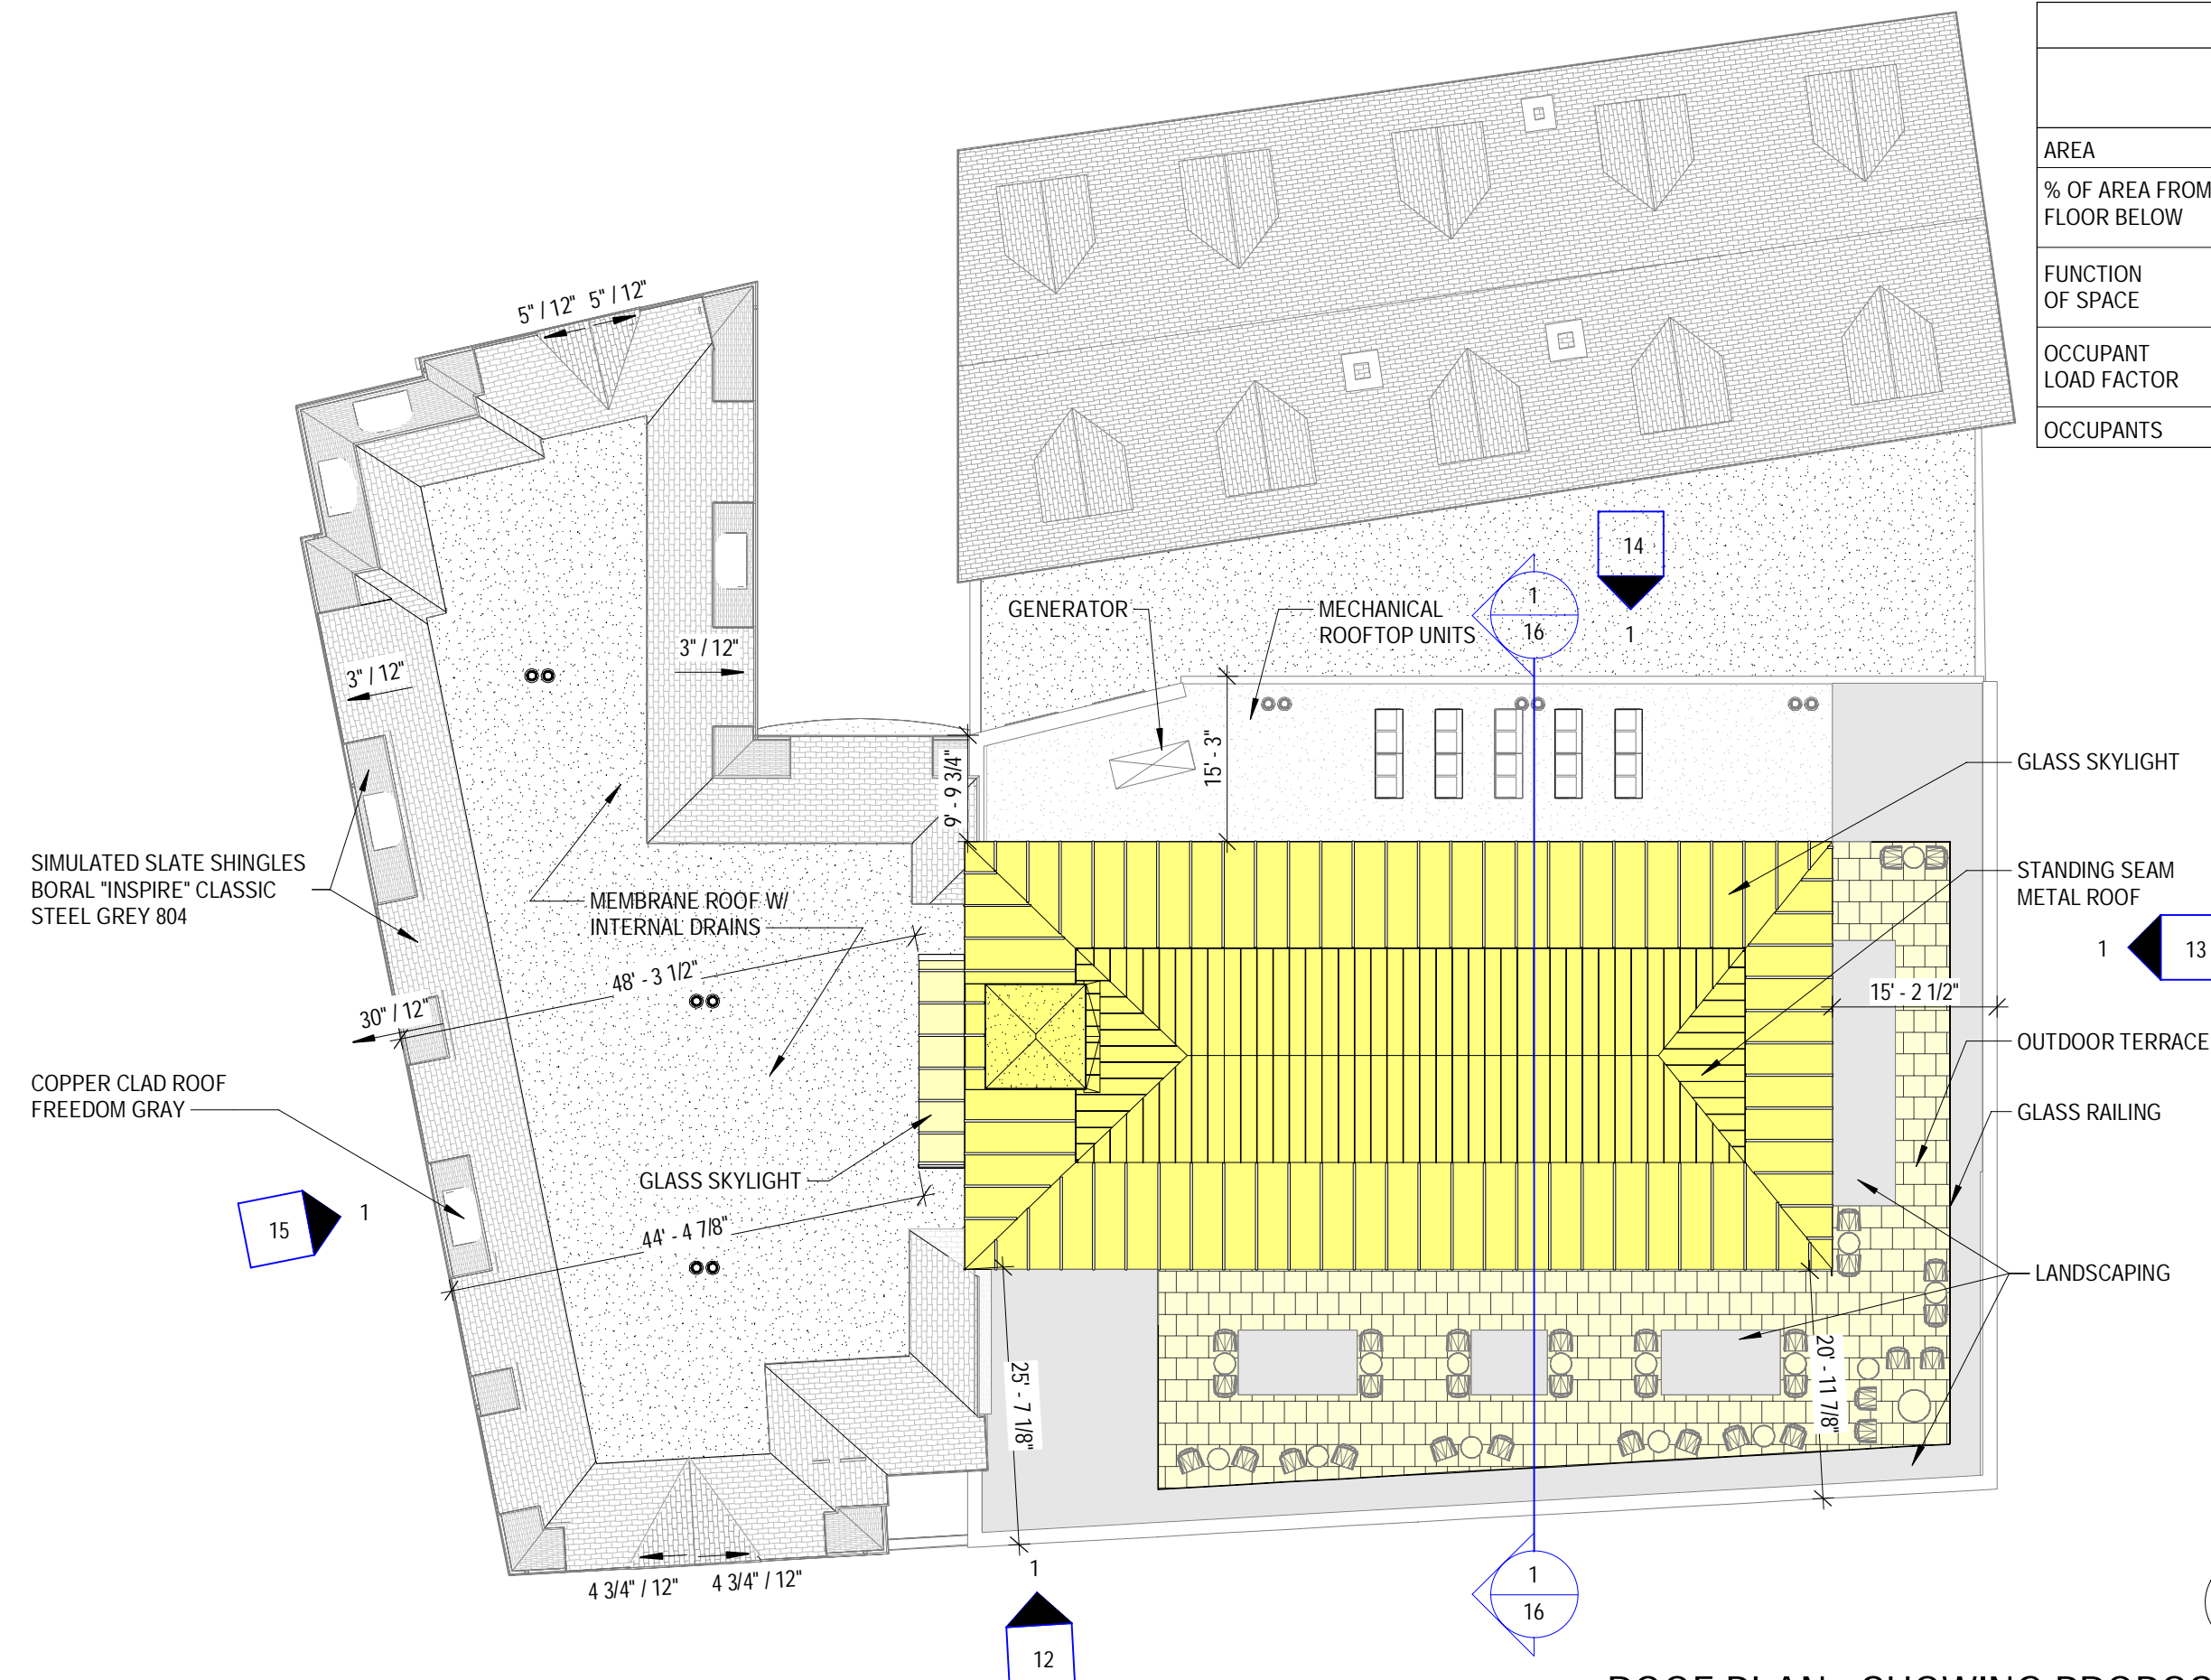 AREA
% OF AREA FROM
FLOOR BELOW
FUNCTION
OF SPACE
OCCUPANT
LOAD FACTOR
OCCUPANTS
5" / 12" 5" / 12"
14
1
GENERATOR
MECHANICAL
ROOFTOP UNITS
1
16
3" / 12"
3" / 12"
9' - 9 3/4"
15' - 3"
GLASS SKYLIGHT
SIMULATED SLATE SHINGLES
BORAL "INSPIRE" CLASSIC
STEEL GREY 804
MEMBRANE ROOF W/
INTERNAL DRAINS
STANDING SEAM
METAL ROOF
1
13
48' - 3 1/2"
15' - 2 1/2"
30" / 12"
OUTDOOR TERRACE
COPPER CLAD ROOF
FREEDOM GRAY
GLASS RAILING
GLASS SKYLIGHT
15
1
44' - 4 7/8"
LANDSCAPING
25' - 7 1/8"
20' - 11 7/8"
4 3/4" / 12" 4 3/4" / 12"
1
12
1
16